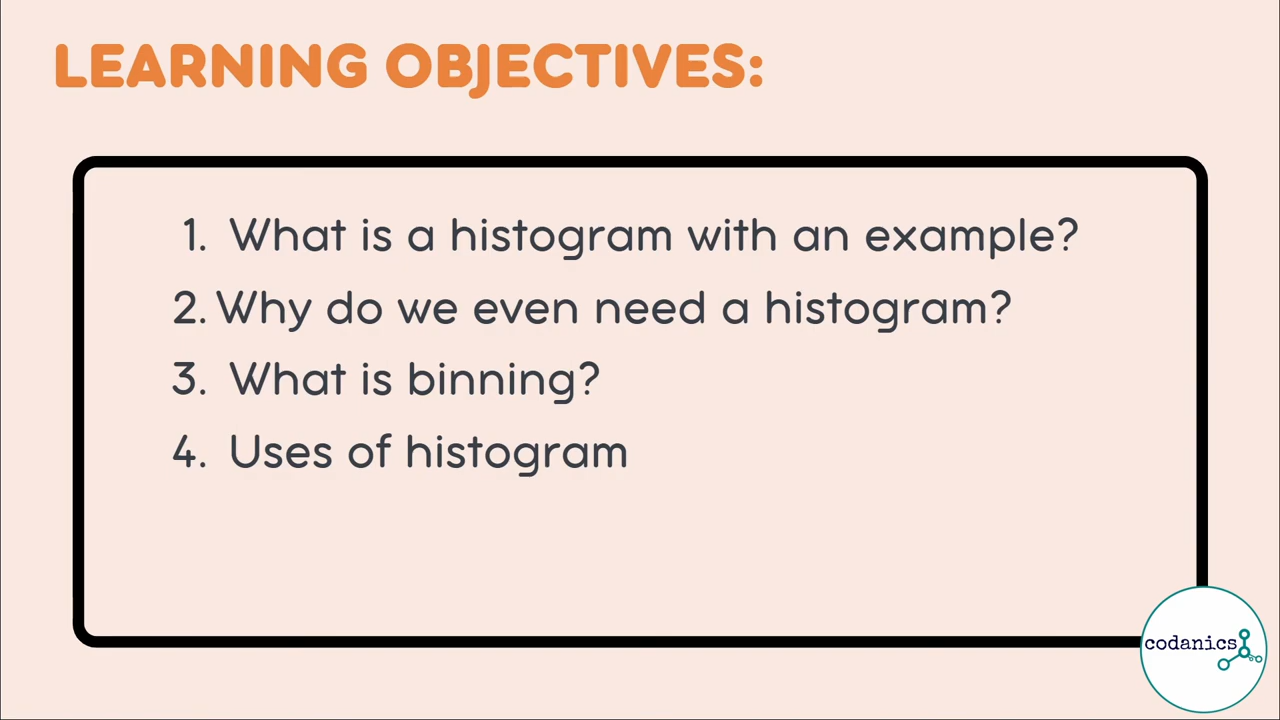 LEARNING OBJECTIVES:
1. What is a histogram with an example?
2. Why do we even need a histogram?
3. What is binning?
4. Uses of histogram
codanics